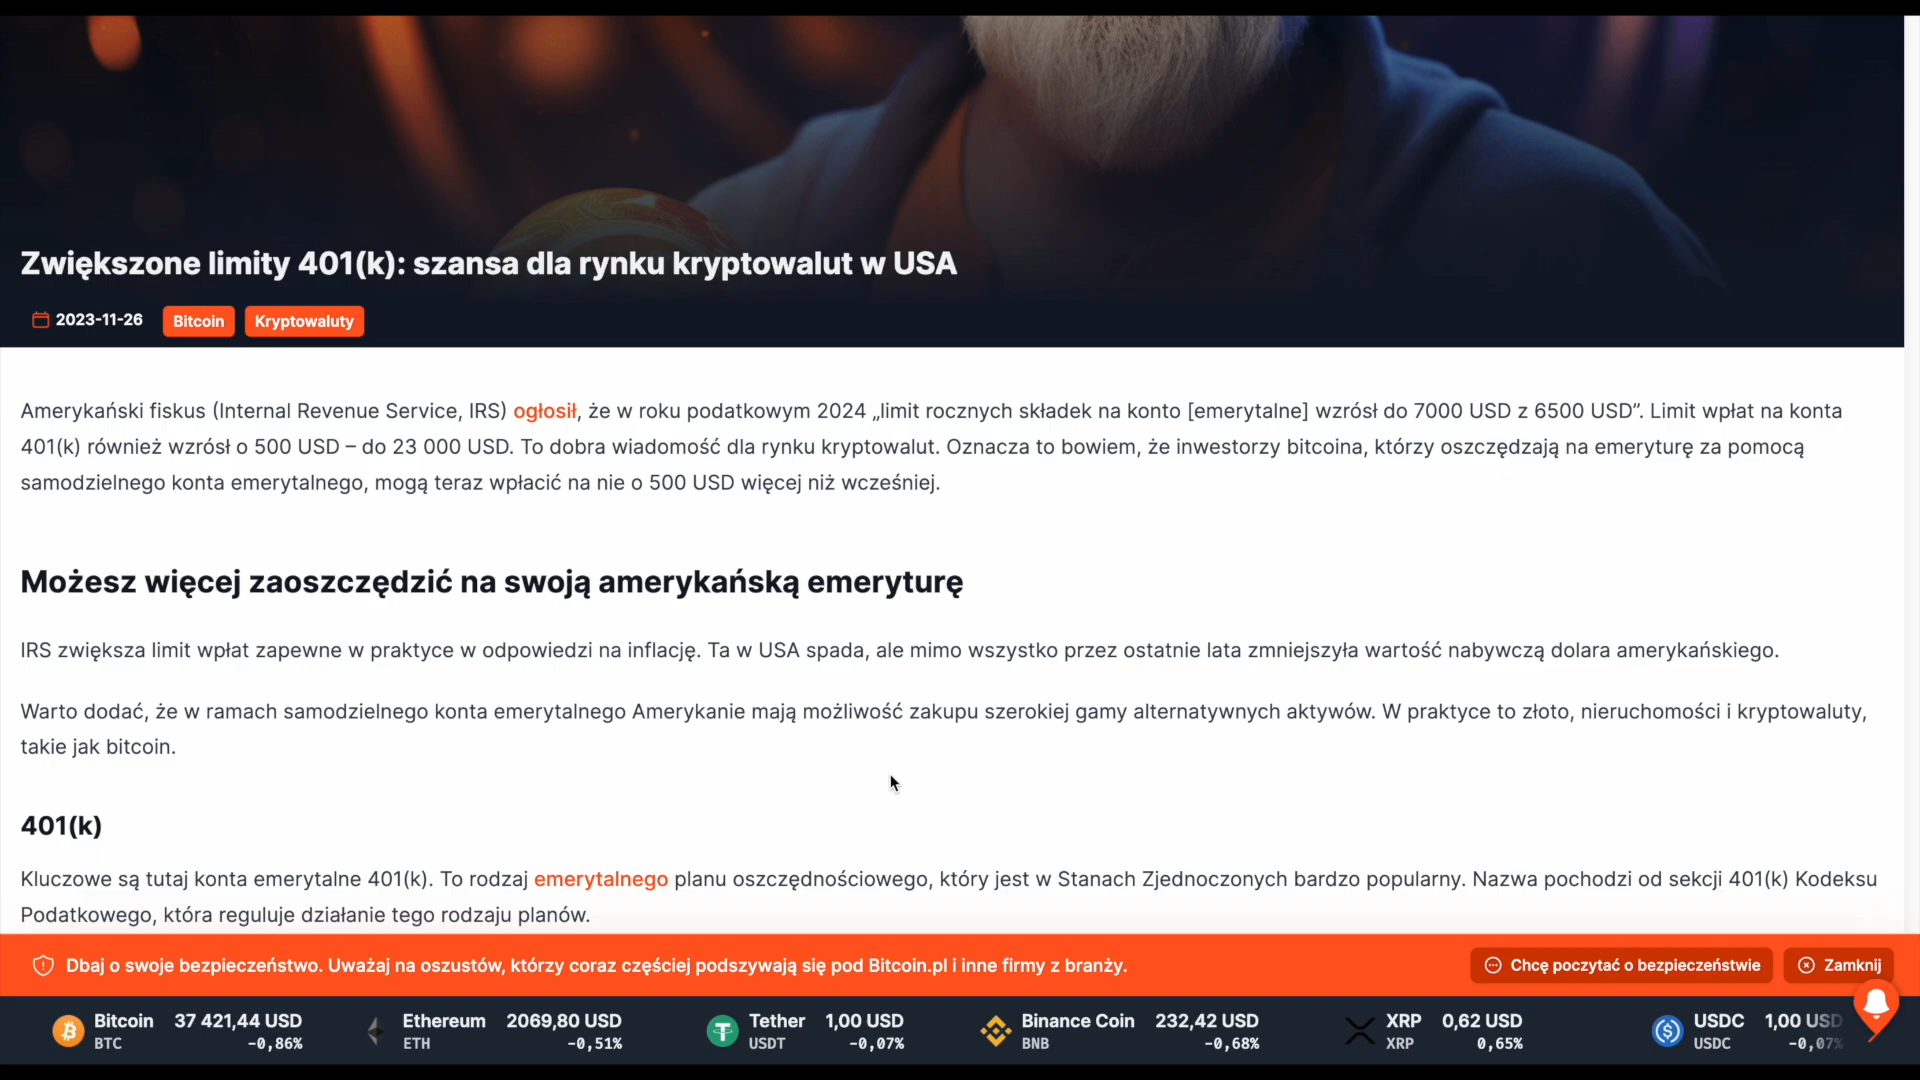 Zwiększone limity 401(k): szansa dla rynku kryptowalut w USA
2023-11-26 Bitcoin Kryptowaluty
Amerykański fiskus (Internal Revenue Service, IRS) ogłosił, że w roku podatkowym 2024 „limit rocznych składek na konto [emerytalne] wzrósł do 7000 USD z 6500 USD”. Limit wpłat na konta
401(k) również wzrósł o 500 USD – do 23 000 USD. To dobra wiadomość dla rynku kryptowalut. Oznacza to bowiem, że inwestorzy bitcoina, którzy oszczędzają na emeryturę za pomocą
samodzielnego konta emerytalnego, mogą teraz wpłacić na nie o 500 USD więcej niż wcześniej.
Możesz więcej zaoszczędzić na swoją amerykańską emeryturę
IRS zwiększa limit wpłat zapewne w praktyce w odpowiedzi na inflację. Ta w USA spada, ale mimo wszystko przez ostatnie lata zmniejszyła wartość nabywczą dolara amerykańskiego.
Warto dodać, że w ramach samodzielnego konta emerytalnego Amerykanie mają możliwość zakupu szerokiej gamy alternatywnych aktywów. W praktyce to złoto, nieruchomości i kryptowaluty,
takie jak bitcoin.
401(k)
Kluczowe są tutaj konta emerytalne 401(k). To rodzaj emerytalnego planu oszczędnościowego, który jest w Stanach Zjednoczonych bardzo popularny. Nazwa pochodzi od sekcji 401(k) Kodeksu
Podatkowego, która reguluje działanie tego rodzaju planów.
Dbaj o swoje bezpieczeństwo. Uważaj na oszustów, którzy coraz częściej podszywają się pod Bitcoin.pl i inne firmy z branży. Chcę poczytać o bezpieczeństwie Zamknij
Bitcoin 37 421,44 USD Ethereum 2069,80 USD Tether 1,00 USD Binance Coin 232,42 USD XRP 0,62 USD USDC 1,00 USD
BTC -0,86% ETH -0,51% USDT -0,07% BNB -0,68% XRP 0,65% USDC -0,07%